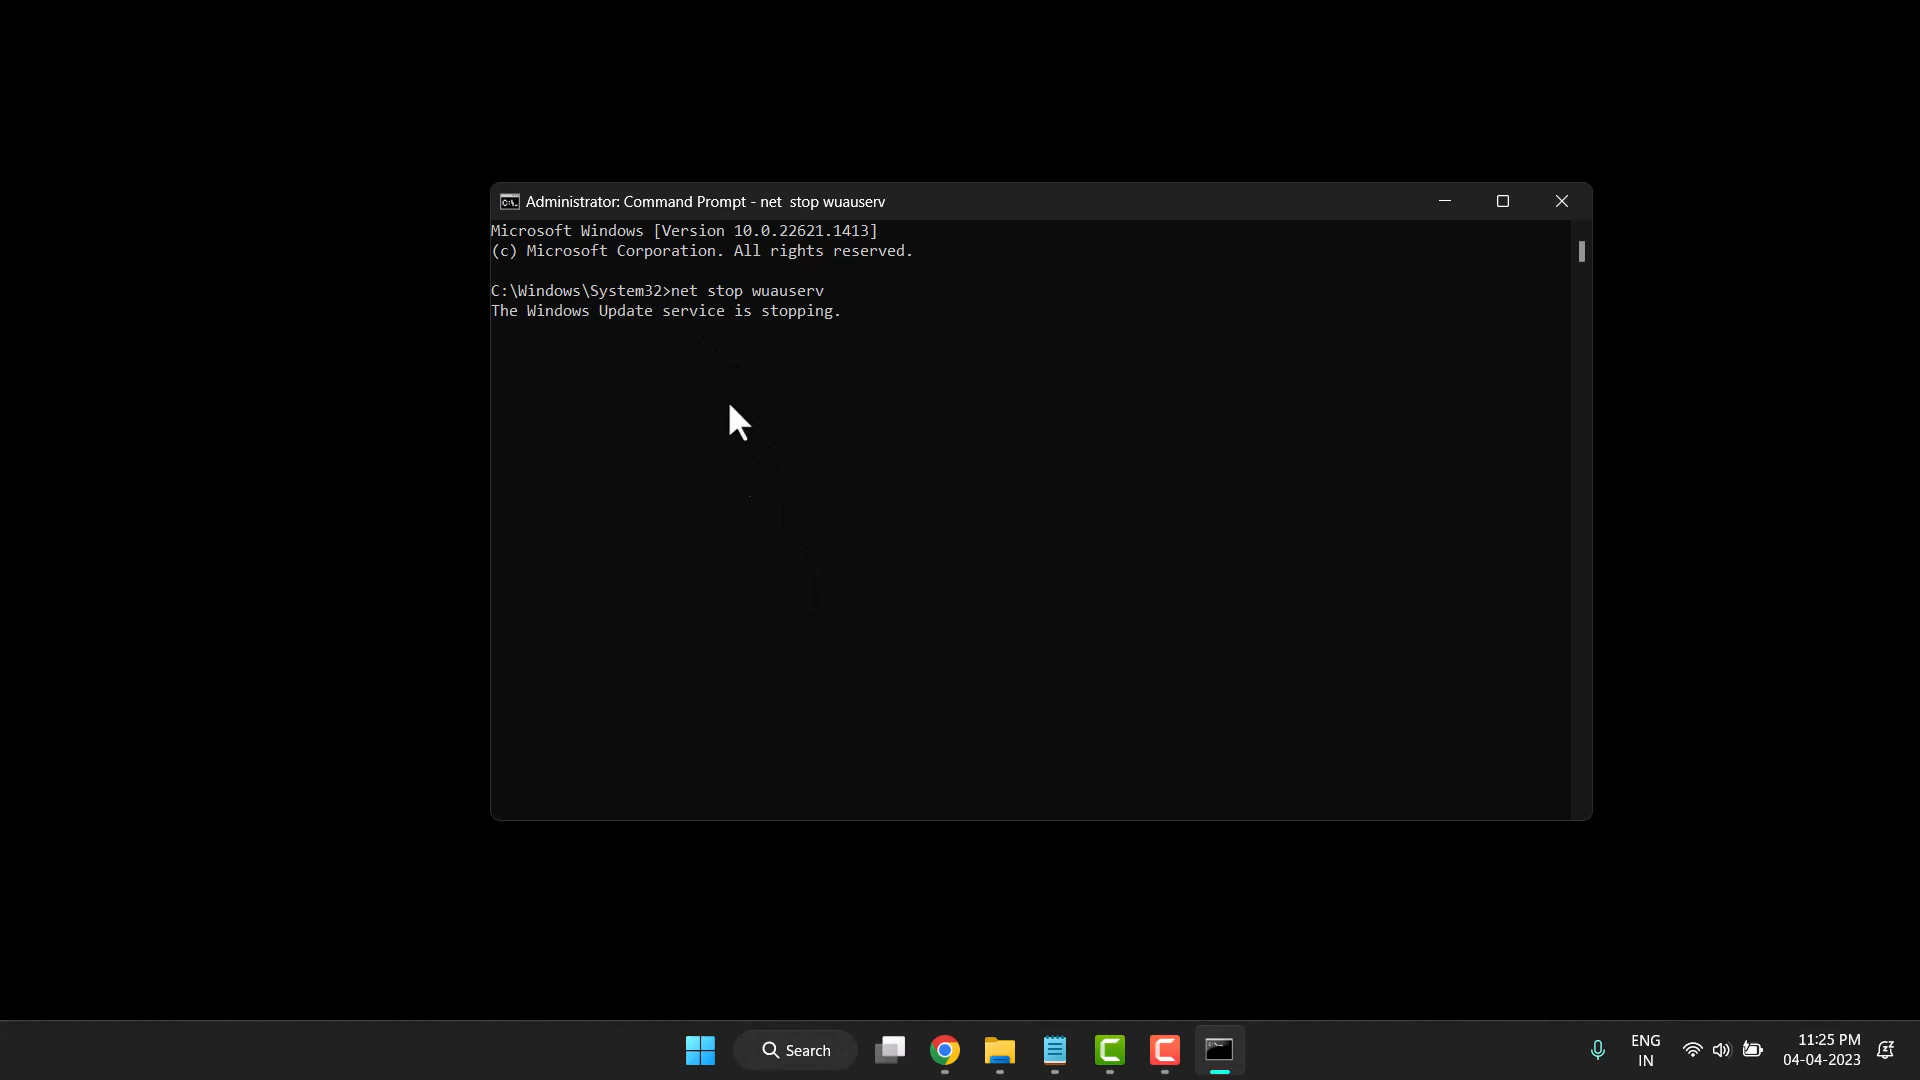 Administrator: Command Prompt - net  stop wuauserv
Microsoft Windows [Version 10.0.22621.1413]
(c) Microsoft Corporation. All rights reserved.
C:\Windows\System32>net stop wuauserv
The Windows Update service is stopping.
Search
ENG
IN
11:25 PM
04-04-2023